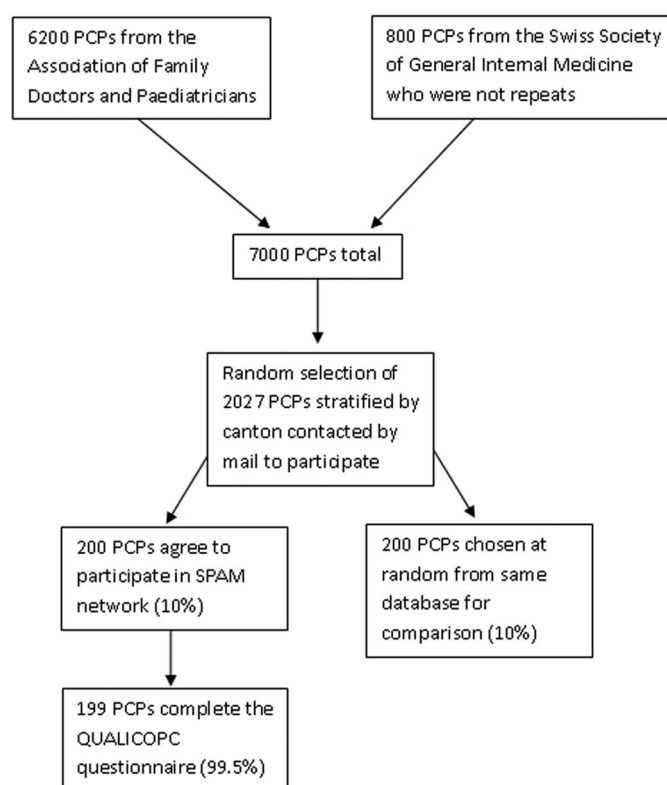 6200 PCPs from the
Association of Family
Doctors and Paediatricians
800 PCPs from the Swiss Society
of General Internal Medicine
who were not repeats
7000 PCPs total
Random selection of
2027 PCPs stratified by
canton contacted by
mail to participate
200 PCPs agree to
participate in SPAM
network (10%)
200 PCPs chosen at
random from same
database for
comparison (10%)
199 PCPs complete the
QUALICOPC
questionnaire (99.5%)